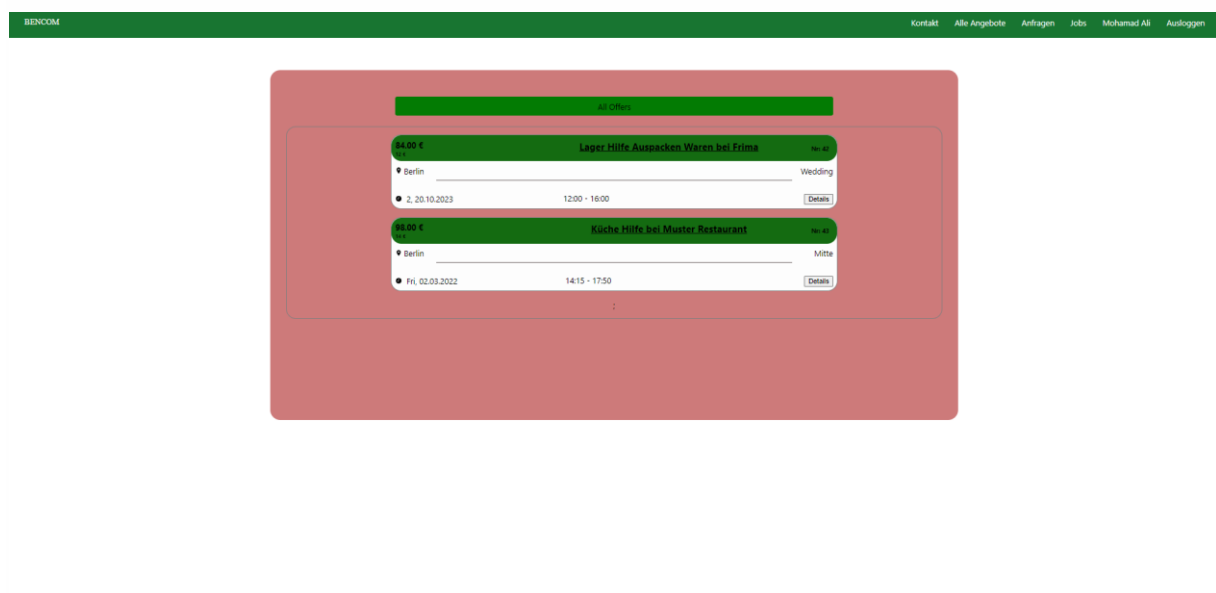 BENCOM Kontakt Alle Angebote Anfragen Jobs Mohamad Ali Ausloggen
All Offers
84.00 € Lager Hilfe Auspacken Waren bei Frima Nn: 42
Berlin Wedding
2, 20.10.2023 12:00 - 16:00 Details
98.00 € Küche Hilfe bei Muster Restaurant Nn: 43
Berlin Mitte
Fri, 02.03.2022 14:15 - 17:50 Details
;